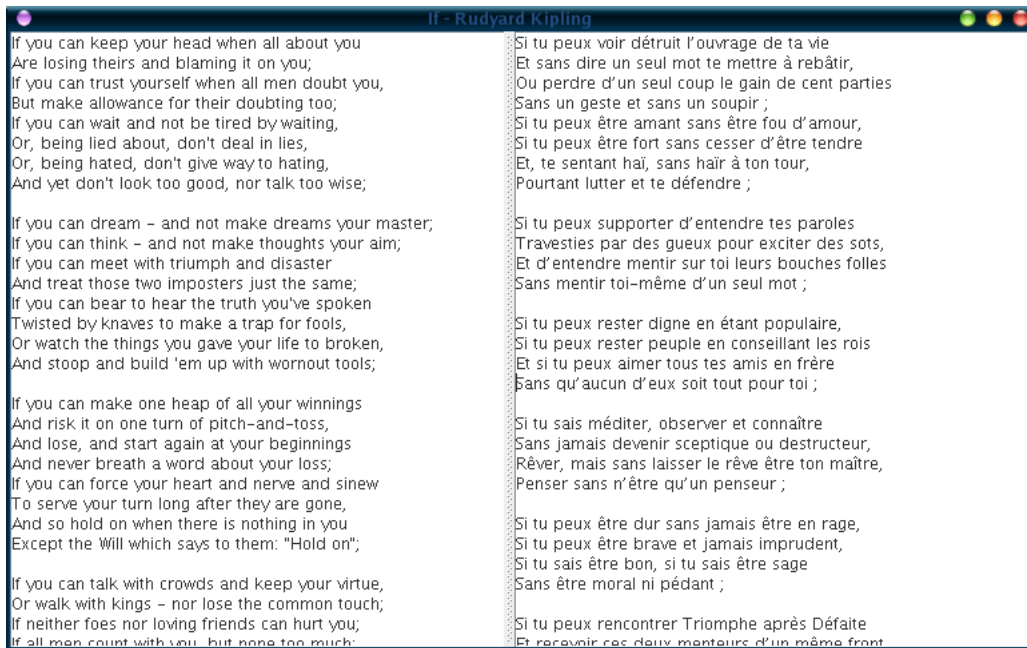 If - Rudyard Kipling
If you can keep your head when all about you
Are losing theirs and blaming it on you;
If you can trust yourself when all men doubt you,
But make allowance for their doubting too;
If you can wait and not be tired by waiting,
Or, being lied about, don't deal in lies,
Or, being hated, don't give way to hating,
And yet don't look too good, nor talk too wise;

If you can dream – and not make dreams your master;
If you can think – and not make thoughts your aim;
If you can meet with triumph and disaster
And treat those two imposters just the same;
If you can bear to hear the truth you've spoken
Twisted by knaves to make a trap for fools,
Or watch the things you gave your life to broken,
And stoop and build 'em up with wornout tools;

If you can make one heap of all your winnings
And risk it on one turn of pitch–and–toss,
And lose, and start again at your beginnings
And never breath a word about your loss;
If you can force your heart and nerve and sinew
To serve your turn long after they are gone,
And so hold on when there is nothing in you
Except the Will which says to them: "Hold on";

If you can talk with crowds and keep your virtue,
Or walk with kings – nor lose the common touch;
If neither foes nor loving friends can hurt you;
If all men count with you, but none too much;

Si tu peux voir détruit l’ouvrage de ta vie
Et sans dire un seul mot te mettre à rebâtir,
Ou perdre d’un seul coup le gain de cent parties
Sans un geste et sans un soupir ;
Si tu peux être amant sans être fou d’amour,
Si tu peux être fort sans cesser d’être tendre
Et, te sentant haï, sans haïr à ton tour,
Pourtant lutter et te défendre ;

Si tu peux supporter d’entendre tes paroles
Travesties par des gueux pour exciter des sots,
Et d’entendre mentir sur toi leurs bouches folles
Sans mentir toi–même d’un seul mot ;

Si tu peux rester digne en étant populaire,
Si tu peux rester peuple en conseillant les rois
Et si tu peux aimer tous tes amis en frère
Sans qu’aucun d’eux soit tout pour toi ;

Si tu sais méditer, observer et connaître
Sans jamais devenir sceptique ou destructeur,
Rêver, mais sans laisser le rêve être ton maître,
Penser sans n’être qu’un penseur ;

Si tu peux être dur sans jamais être en rage,
Si tu peux être brave et jamais imprudent,
Si tu sais être bon, si tu sais être sage
Sans être moral ni pédant ;

Si tu peux rencontrer Triomphe après Défaite
Et recevoir ces deux menteurs d’un même front